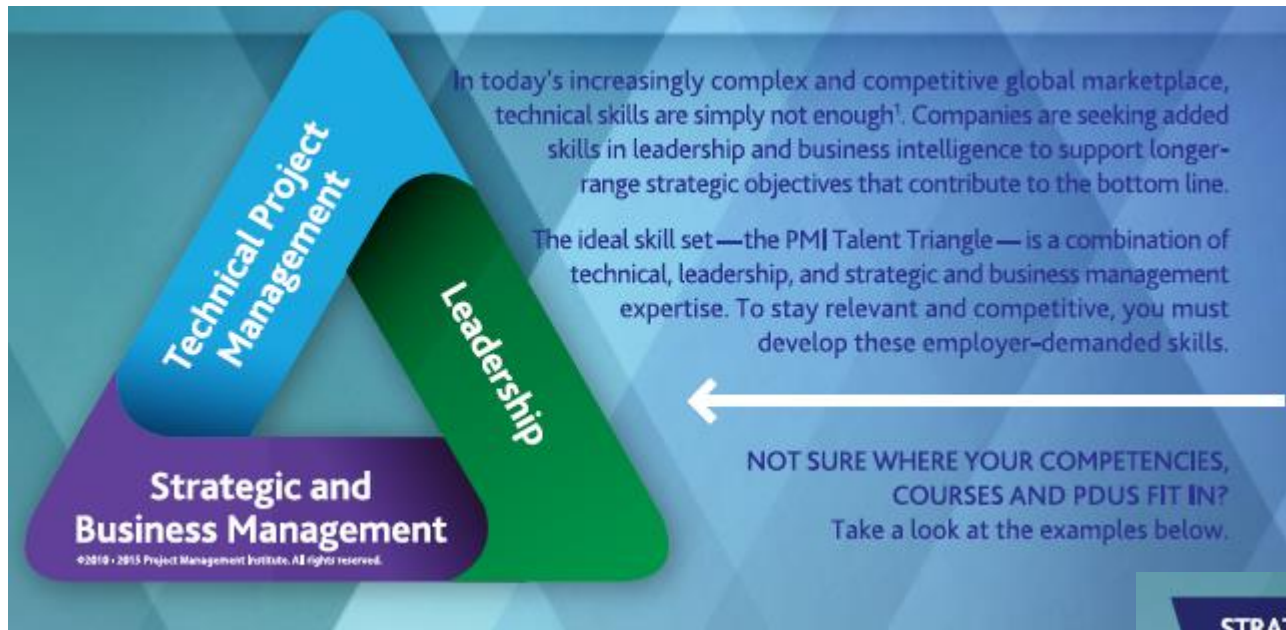 Technical Project
Management
Leadership
Strategic and
Business Management
©2010 - 2015 Project Management Institute. All rights reserved.
In today's increasingly complex and competitive global marketplace,
technical skills are simply not enough¹. Companies are seeking added
skills in leadership and business intelligence to support longer-
range strategic objectives that contribute to the bottom line.
The ideal skill set —the PMI Talent Triangle— is a combination of
technical, leadership, and strategic and business management
expertise. To stay relevant and competitive, you must
develop these employer-demanded skills.
NOT SURE WHERE YOUR COMPETENCIES,
COURSES AND PDUS FIT IN?
Take a look at the examples below.